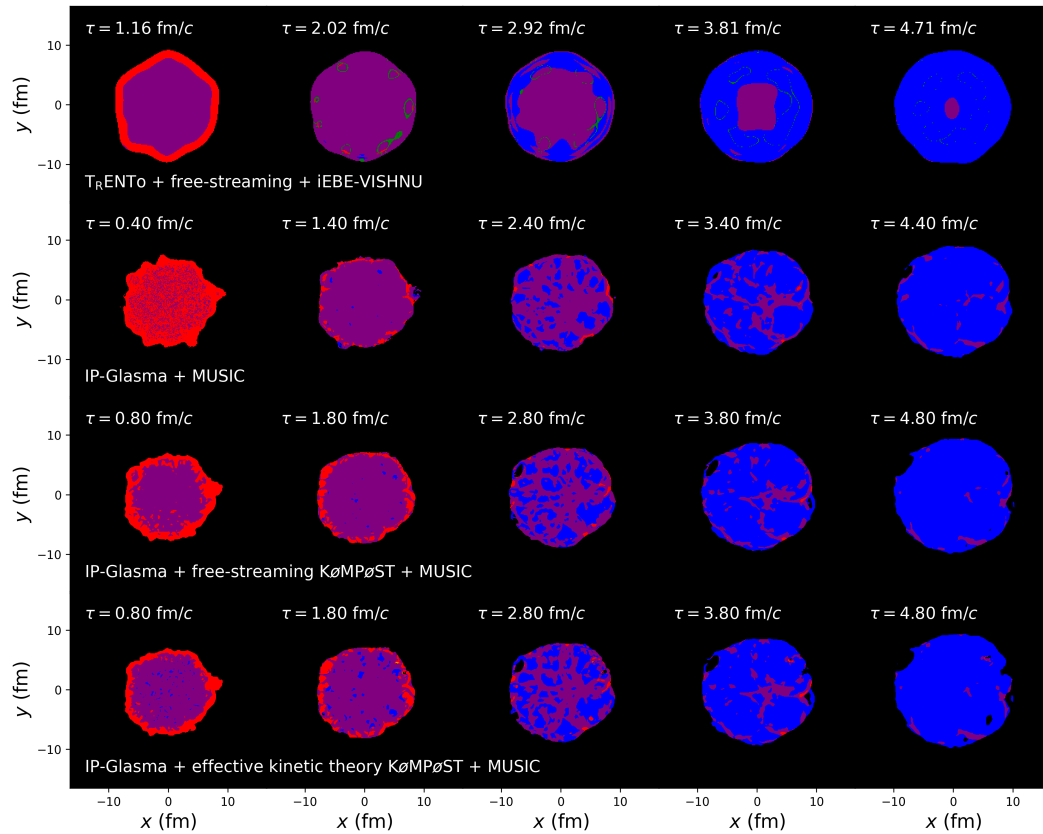 τ = 1.16 fm/c τ = 2.02 fm/c τ = 2.92 fm/c τ = 3.81 fm/c τ = 4.71 fm/c
10
0
−10
y (fm)
TRENTo + free-streaming + iEBE-VISHNU
τ = 0.40 fm/c τ = 1.40 fm/c τ = 2.40 fm/c τ = 3.40 fm/c τ = 4.40 fm/c
10
0
−10
y (fm)
IP-Glasma + MUSIC
τ = 0.80 fm/c τ = 1.80 fm/c τ = 2.80 fm/c τ = 3.80 fm/c τ = 4.80 fm/c
10
0
−10
y (fm)
IP-Glasma + free-streaming KøMPøST + MUSIC
τ = 0.80 fm/c τ = 1.80 fm/c τ = 2.80 fm/c τ = 3.80 fm/c τ = 4.80 fm/c
10
0
−10
y (fm)
IP-Glasma + effective kinetic theory KøMPøST + MUSIC
−10 0 10 −10 0 10 −10 0 10 −10 0 10 −10 0 10
x (fm) x (fm) x (fm) x (fm) x (fm)